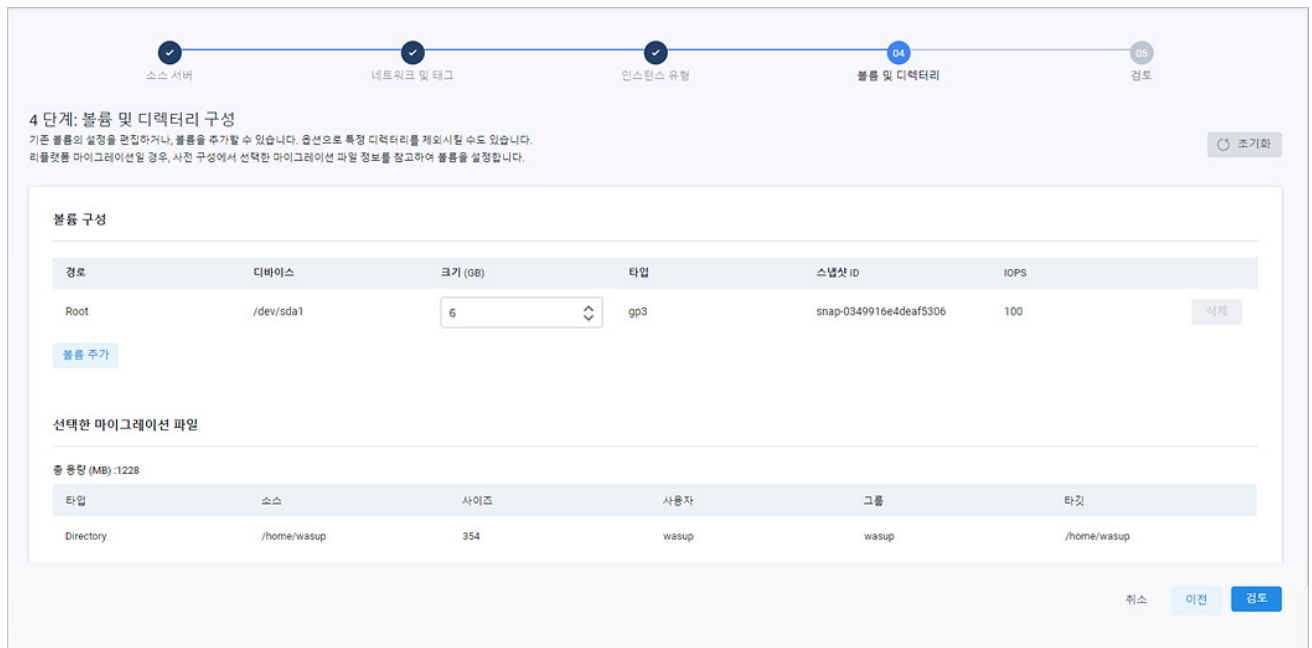 04
05
소스 서버
네트워크 및 태그
인스턴스 유형
볼륨 및 디렉터리
검토
4 단계: 볼륨 및 디렉터리 구성
기존 볼륨의 설정을 편집하거나, 볼륨을 추가할 수 있습니다. 옵션으로 특정 디렉터리를 제외시킬 수도 있습니다.
리플랫폼 마이그레이션일 경우, 사전 구성에서 선택한 마이그레이션 파일 정보를 참고하여 볼륨을 설정합니다.
초기화
볼륨 구성
경로 디바이스 크기 (GB) 타입 스냅샷 ID IOPS
Root /dev/sda1 6 gp3 snap-0349916e4deaf5306 100 삭제
볼륨 추가
선택한 마이그레이션 파일
총 용량 (MB) :1228
타입 소스 사이즈 사용자 그룹 타깃
Directory /home/wasup 354 wasup wasup /home/wasup
취소 이전 검토